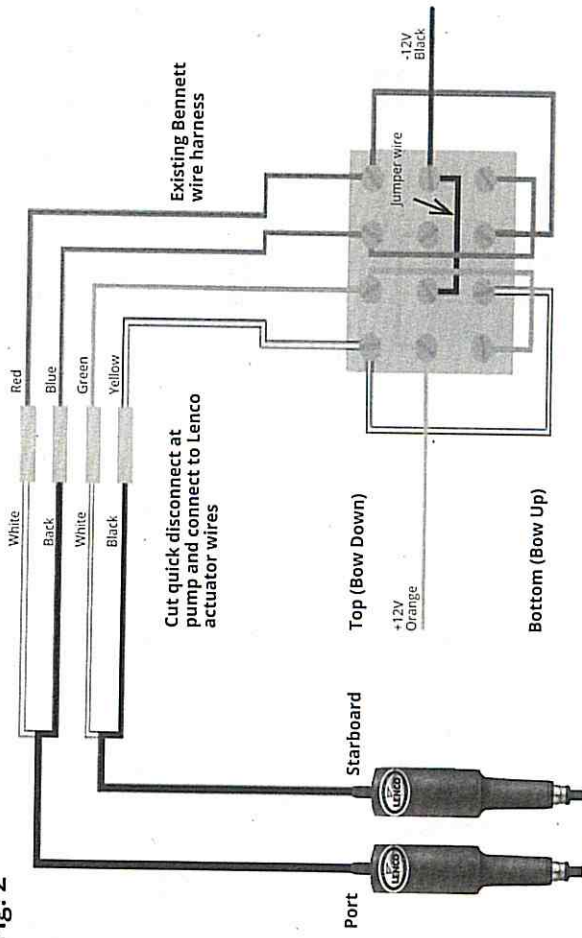 Fig. 2
White
Red
Back
Blue
White
Green
Black
Yellow
Existing Bennett
wire harness
Cut quick disconnect at
pump and connect to Lenco
actuator wires
Port
Starboard
LENCO
LENCO
Top (Bow Down)
+12V
Orange
Bottom (Bow Up)
Jumper wire
-12V
Black